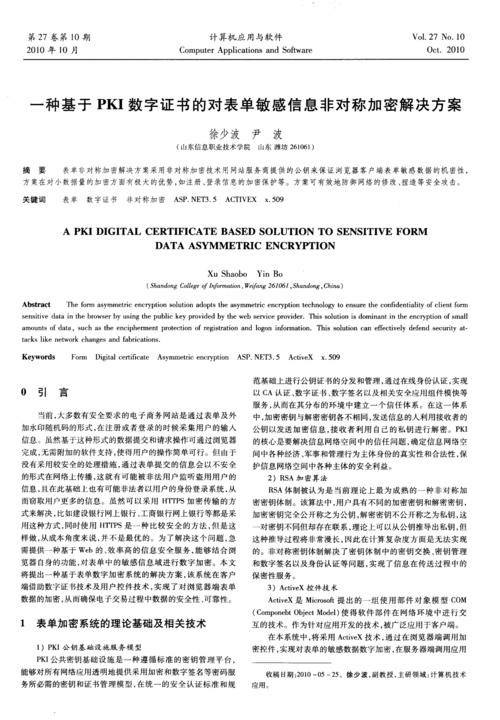 第 27 卷第 10 期
2010 年 10 月
计算机应用与软件
Computer Applications and Software
Vol. 27 No. 10
Oct. 2010
一种基于 PKI 数字证书的对表单敏感信息非对称加密解决方案
徐少波 尹 波
(山东信息职业技术学院 山东 潍坊 261061)
摘 要 表单非对称加密解决方案采用非对称加密技术用网站服务商提供的公钥来保证浏览器客户端表单敏感数据的机密性,
方案在对小数据量的加密方面有极大的优势,如注册、登录信息的加密保护等。方案可有效地防御网络的修改、捏造等安全攻击。
关键词 表单 数字证书 非对称加密 ASP. NET3. 5 ACTIVEX x. 509
A PKI DIGITAL CERTIFICATE BASED SOLUTION TO SENSITIVE FORM
DATA ASYMMETRIC ENCRYPTION
Xu Shaobo Yin Bo
(Shandong College of Information, Weifang 261061, Shandong, China)
Abstract The form asymmetric encryption solution adopts the asymmetric encryption technology to ensure the confidentiality of client form
sensitive data in the browser by using the public key provided by the web service provider. This solution is dominant in the encryption of small
amounts of data, such as the encipherment protection of registration and logon information. This solution can effectively defend security at-
tacks like network changes and fabrications.
Keywords Form Digital certificate Asymmetric encryption ASP. NET3. 5 ActiveX x. 509
0 引 言
当前,大多数有安全要求的电子商务网站是通过表单及外
加水印随机码的形式,在注册或者登录的时候采集用户的输入
信息。虽然基于这种形式的数据提交和请求操作可通过浏览器
完成,无需附加的软件支持,使得用户的操作简单可行。但由于
没有采用较安全的处理措施,通过表单提交的信息会以不安全
的形式在网络上传播,这就有可能被非法用户监听盗用用户的
信息,且在此基础上也有可能非法者以用户的身份登录系统,从
而窃取用户更多的信息。虽然可以采用 HTTPS 加密传输的方
式来解决,比如建设银行网上银行、工商银行网上银行等都是采
用这种方式,同时使用 HTTPS 是一种比较安全的方法,但是这
样做,从成本角度来说,并不是最优的。为了解决这个问题,急
需提供一种基于 Web 的、效率高的信息安全服务,能够结合浏
览器自身的功能,对表单中的敏感信息域进行数字加密。本文
将提出一种基于表单数字加密系统的解决方案,该系统在客户
端借助数字证书技术及用户控件技术,实现了对浏览器端表单
数据的加密,从而确保电子交易过程中数据的安全性、可靠性。
1 表单加密系统的理论基础及相关技术
1) PKI 公钥基础设施服务模型
PKI 公共密钥基础设施是一种遵循标准的密钥管理平台,
能够对所有网络应用透明地提供采用加密和数字签名等密码服
务所必需的密钥和证书管理模型,在统一的安全认证标准和规
范基础上进行公钥证书的分发和管理,通过在线身份认证,实现
以 CA 认证、数字证书、数字签名以及相关安全应用组件模块等
服务,从而在其分布的环境中建立一个信任体系。在这一体系
中,加密密钥与解密密钥各不相同,发送信息的人利用接收者的
公钥以发送加密信息,接收者利用自己的私钥进行解密。PKI
的核心是要解决信息网络空间中的信任问题,确定信息网络空
间中各种经济、军事和管理行为主体身份的真实性和合法性,保
护信息网络空间中各种主体的安全利益。
2) RSA 加密算法
RSA 体制被认为是当前理论上最为成熟的一种非对称加
密密钥体制。该算法中,用户具有不同的加密密钥和解密密钥,
加密密钥完全公开称之为公钥,解密密钥不公开称之为私钥,这
一对密钥不同但却存在联系,理论上可以从公钥推导出私钥,但
这种推导过程将非常漫长,因此在计算复杂度方面是无法实现
的。非对称密钥体制解决了密钥体制中的密钥交换、密钥管理
和数字签名以及身份认证等问题,实现了信息在传送过程中的
保密性服务。
3) ActiveX 控件技术
ActiveX 是 Microsoft 提出的一组使用部件对象模型 COM
(Componebt Object Model)使得软件部件在网络环境中进行交
互的技术。作为针对应用开发的技术,被广泛应用于客户端。
在本系统中,将采用 ActiveX 技术,通过在浏览器端调用加
密控件,实现对表单的敏感数据数字加密,在服务器端调用应用
收稿日期:2010 - 05 - 25。徐少波,副教授,主研领域:计算机技术
应用。